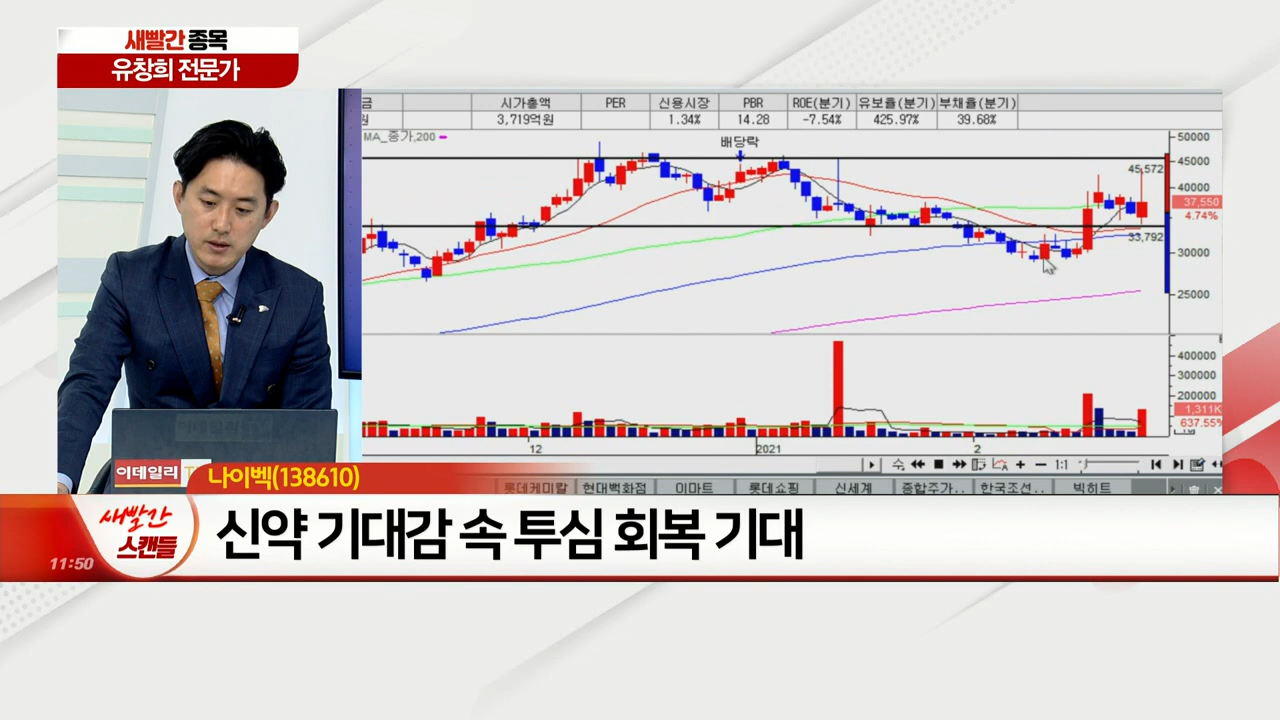 새빨간 종목
유창희 전문가
금 시가총액 PER 신용시장 PBR ROE(분기) 유보율(분기) 부채율(분기)
원 3,719억원 1.34% 14.28 -7.54% 425.97% 39.68%
MA_종가,200
배당락
50000
45000
45,572
40000
37,550
4.74%
33,792
30000
25000
400000
300000
200000
1,311K
637.55%
12 2021 2
1:1
롯데케미칼 현대백화점 이마트 롯데쇼핑 신세계 종합주가.. 한국조선.. 빅히트
이데일리 T
나이벡(138610)
새빨간
스캔들
11:50
신약 기대감 속 투심 회복 기대